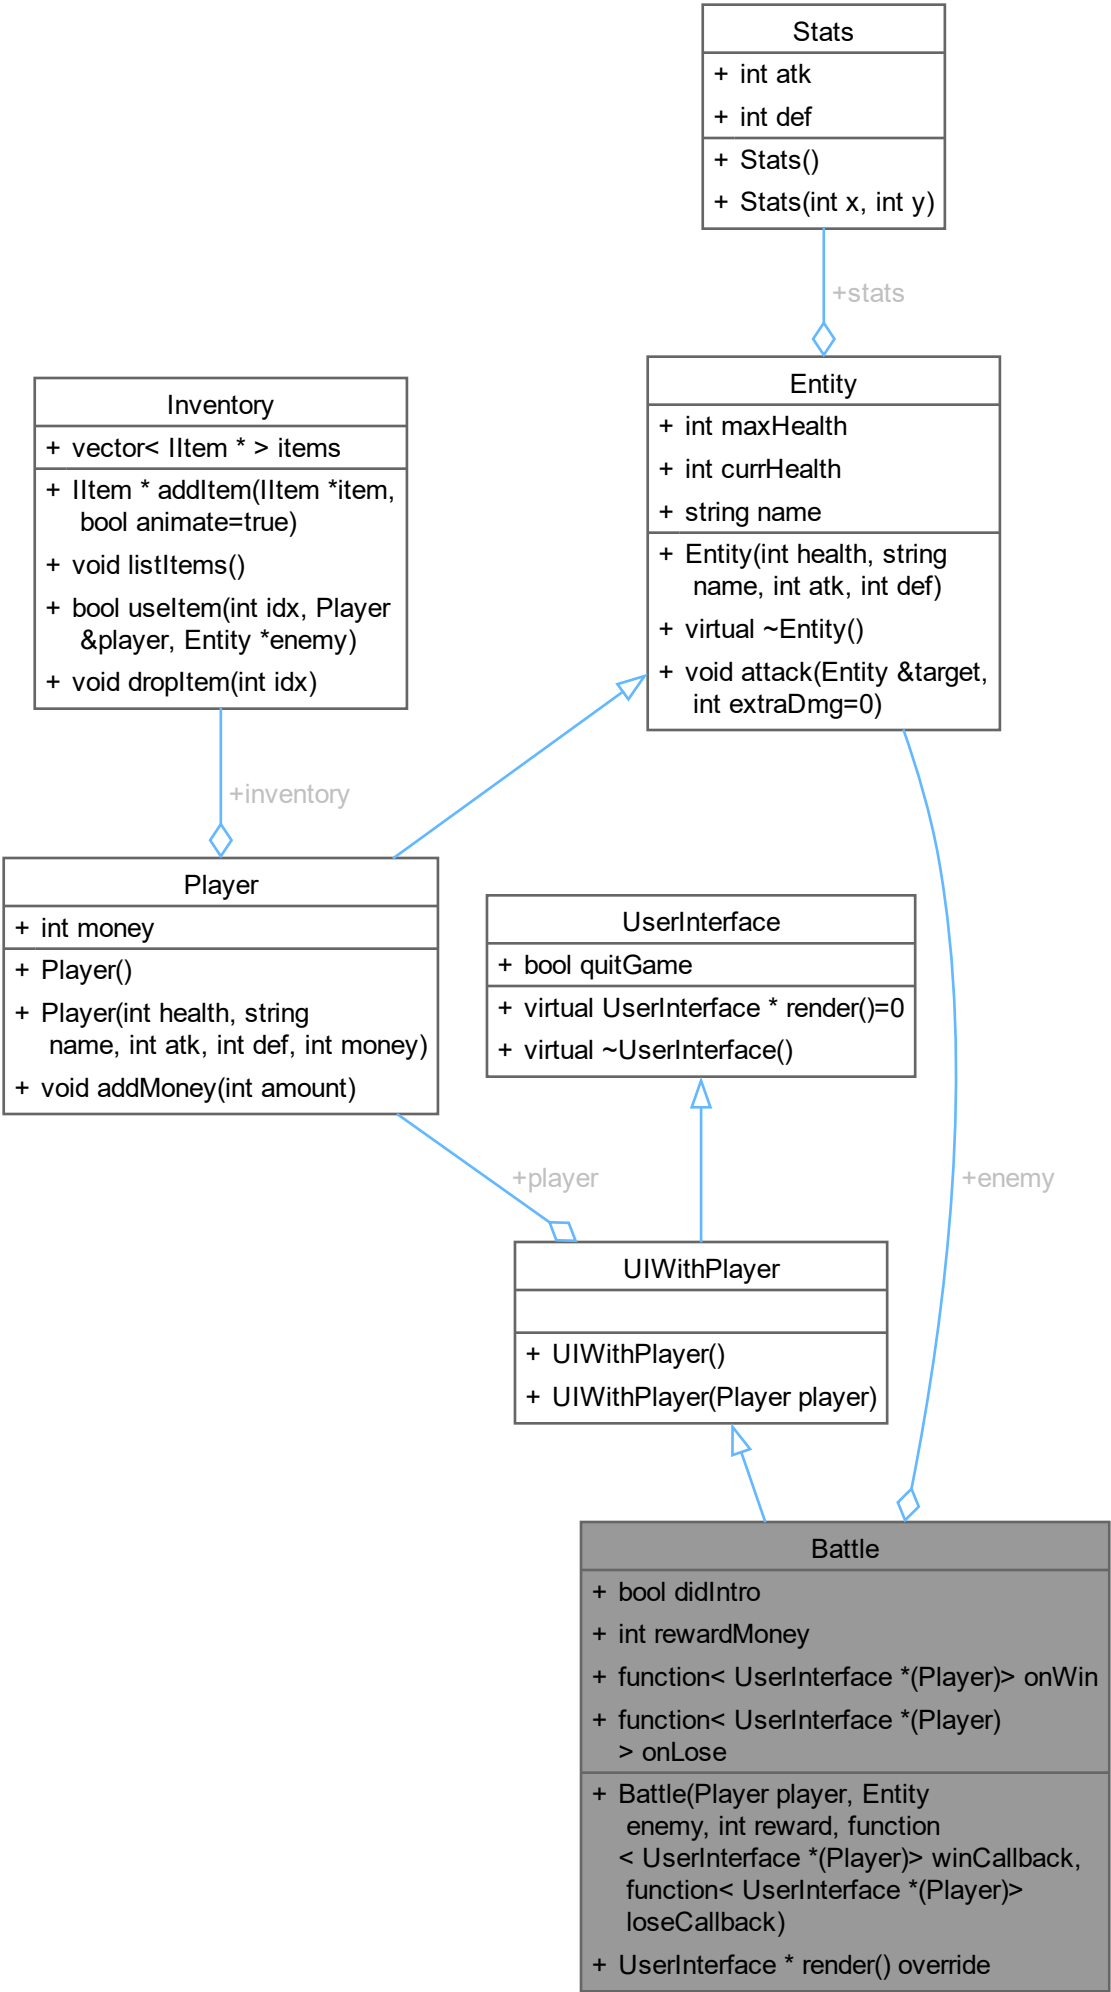 Stats
+ int atk
+ int def
+ Stats()
+ Stats(int x, int y)
+stats
Entity
+ int maxHealth
+ int currHealth
+ string name
+ Entity(int health, string
name, int atk, int def)
+ virtual ~Entity()
+ void attack(Entity &target,
int extraDmg=0)
Inventory
+ vector< IItem * > items
+ IItem * addItem(IItem *item,
bool animate=true)
+ void listItems()
+ bool useItem(int idx, Player
&player, Entity *enemy)
+ void dropItem(int idx)
+inventory
Player
+ int money
+ Player()
+ Player(int health, string
name, int atk, int def, int money)
+ void addMoney(int amount)
UserInterface
+ bool quitGame
+ virtual UserInterface * render()=0
+ virtual ~UserInterface()
+player
+enemy
UIWithPlayer
+ UIWithPlayer()
+ UIWithPlayer(Player player)
Battle
+ bool didIntro
+ int rewardMoney
+ function< UserInterface *(Player)> onWin
+ function< UserInterface *(Player)
> onLose
+ Battle(Player player, Entity
enemy, int reward, function
< UserInterface *(Player)> winCallback,
function< UserInterface *(Player)>
loseCallback)
+ UserInterface * render() override